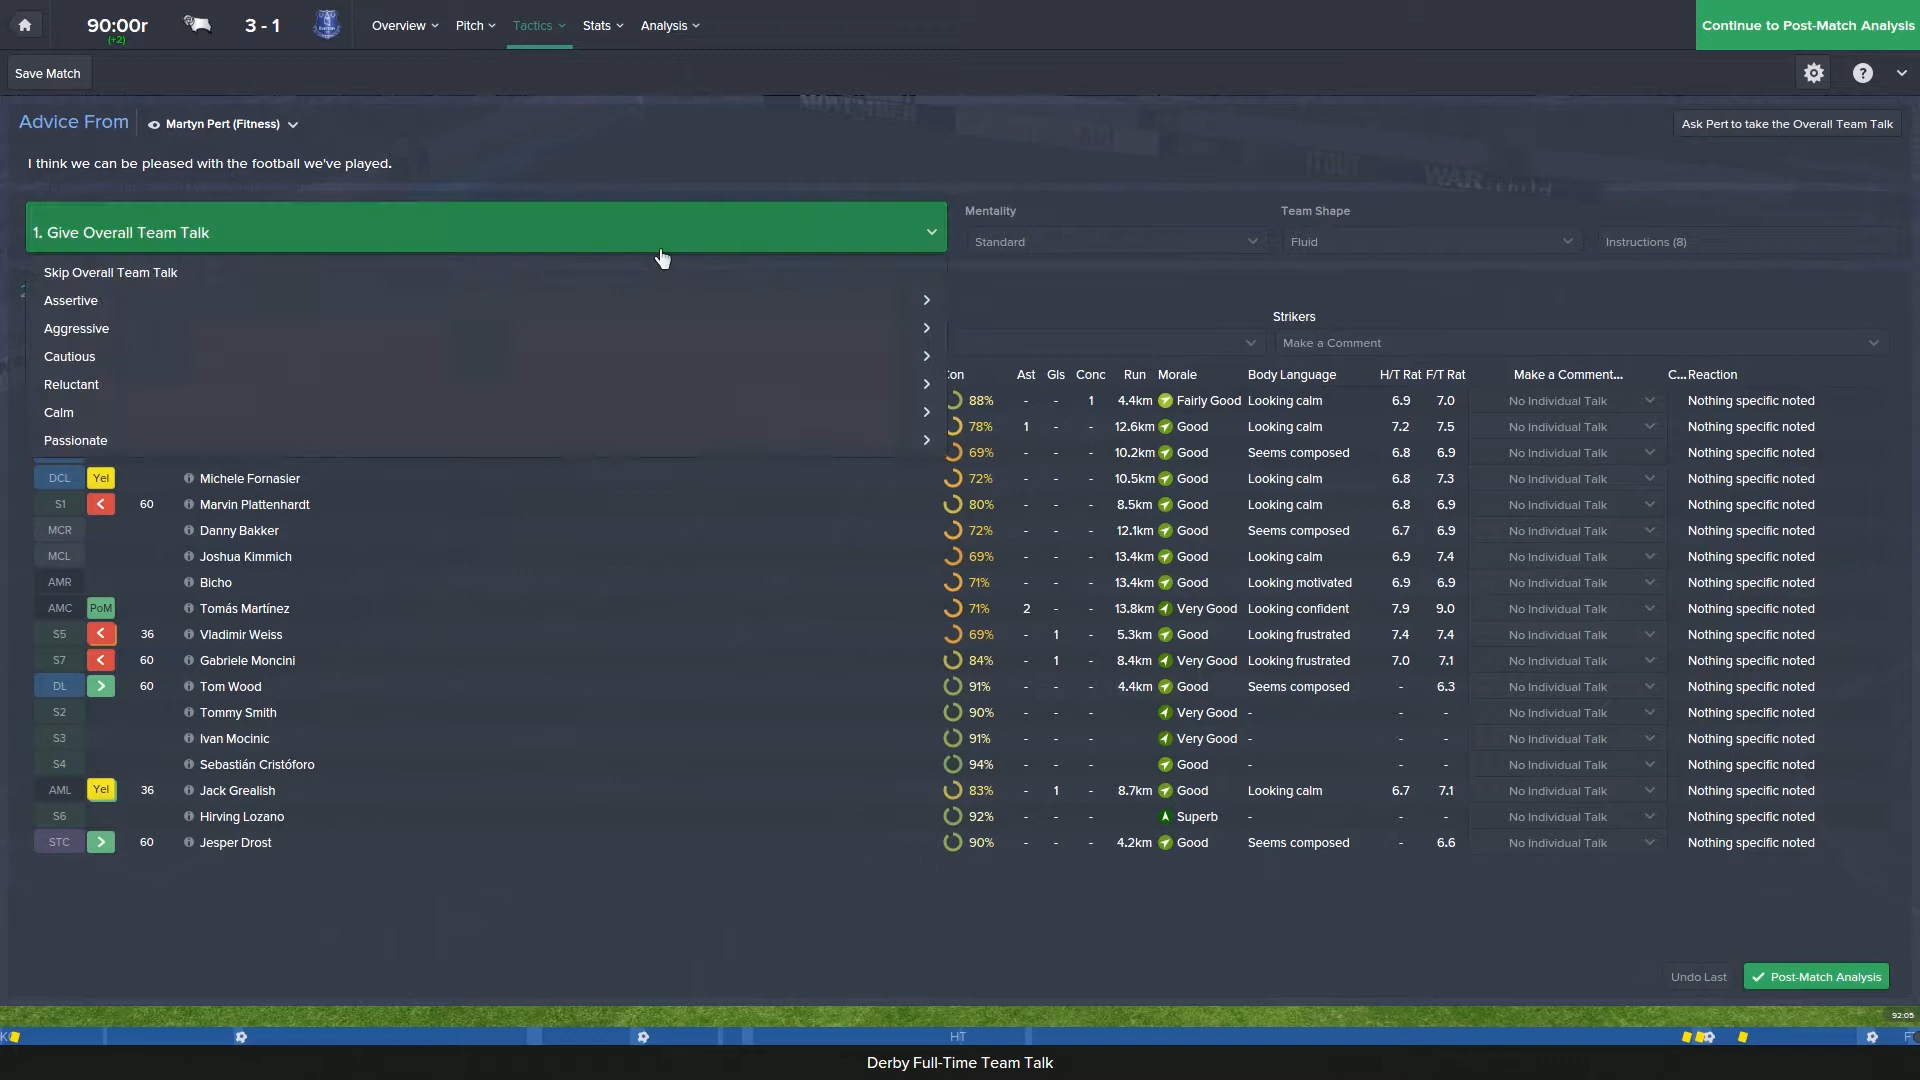 90:00r
(+2)
3 - 1
Overview
Pitch
Tactics
Stats
Analysis
Continue to Post-Match Analysis
Save Match
?
Advice From
Martyn Pert (Fitness)
Ask Pert to take the Overall Team Talk
I think we can be pleased with the football we've played.
1. Give Overall Team Talk
Mentality
Team Shape
Standard
Fluid
Instructions (8)
Skip Overall Team Talk
Assertive
Aggressive
Cautious
Reluctant
Calm
Passionate
Strikers
Make a Comment
Ast Gls Conc Run Morale Body Language H/T Rat F/T Rat Make a Comment... C... Reaction
88% - - 1 4.4km Fairly Good Looking calm 6.9 7.0 No Individual Talk Nothing specific noted
78% 1 - - 12.6km Good Looking calm 7.2 7.5 No Individual Talk Nothing specific noted
69% - - - 10.2km Good Seems composed 6.8 6.9 No Individual Talk Nothing specific noted
DCL Yel Michele Fornasier 72% - - - 10.5km Good Looking calm 6.8 7.3 No Individual Talk Nothing specific noted
S1 60 Marvin Plattenhardt 80% - - - 8.5km Good Looking calm 6.8 6.9 No Individual Talk Nothing specific noted
MCR Danny Bakker 72% - - - 12.1km Good Seems composed 6.7 6.9 No Individual Talk Nothing specific noted
MCL Joshua Kimmich 69% - - - 13.4km Good Looking calm 6.9 7.4 No Individual Talk Nothing specific noted
AMR Bicho 71% - - - 13.4km Good Looking motivated 6.9 6.9 No Individual Talk Nothing specific noted
AMC PoM Tomás Martínez 71% 2 - - 13.8km Very Good Looking confident 7.9 9.0 No Individual Talk Nothing specific noted
S5 36 Vladimir Weiss 69% - 1 - 5.3km Good Looking frustrated 7.4 7.4 No Individual Talk Nothing specific noted
S7 60 Gabriele Moncini 84% - 1 - 8.4km Very Good Looking frustrated 7.0 7.1 No Individual Talk Nothing specific noted
DL 60 Tom Wood 91% - - - 4.4km Good Seems composed - 6.3 No Individual Talk Nothing specific noted
S2 Tommy Smith 90% - - - Very Good - - - No Individual Talk Nothing specific noted
S3 Ivan Mocinic 91% - - - Very Good - - - No Individual Talk Nothing specific noted
S4 Sebastián Cristóforo 94% - - - Good - - - No Individual Talk Nothing specific noted
AML Yel 36 Jack Grealish 83% - 1 - 8.7km Good Looking calm 6.7 7.1 No Individual Talk Nothing specific noted
S6 Hirving Lozano 92% - - - Superb - - - No Individual Talk Nothing specific noted
STC 60 Jesper Drost 90% - - - 4.2km Good Seems composed - 6.6 No Individual Talk Nothing specific noted
Undo Last
Post-Match Analysis
92:05
HT
Derby Full-Time Team Talk